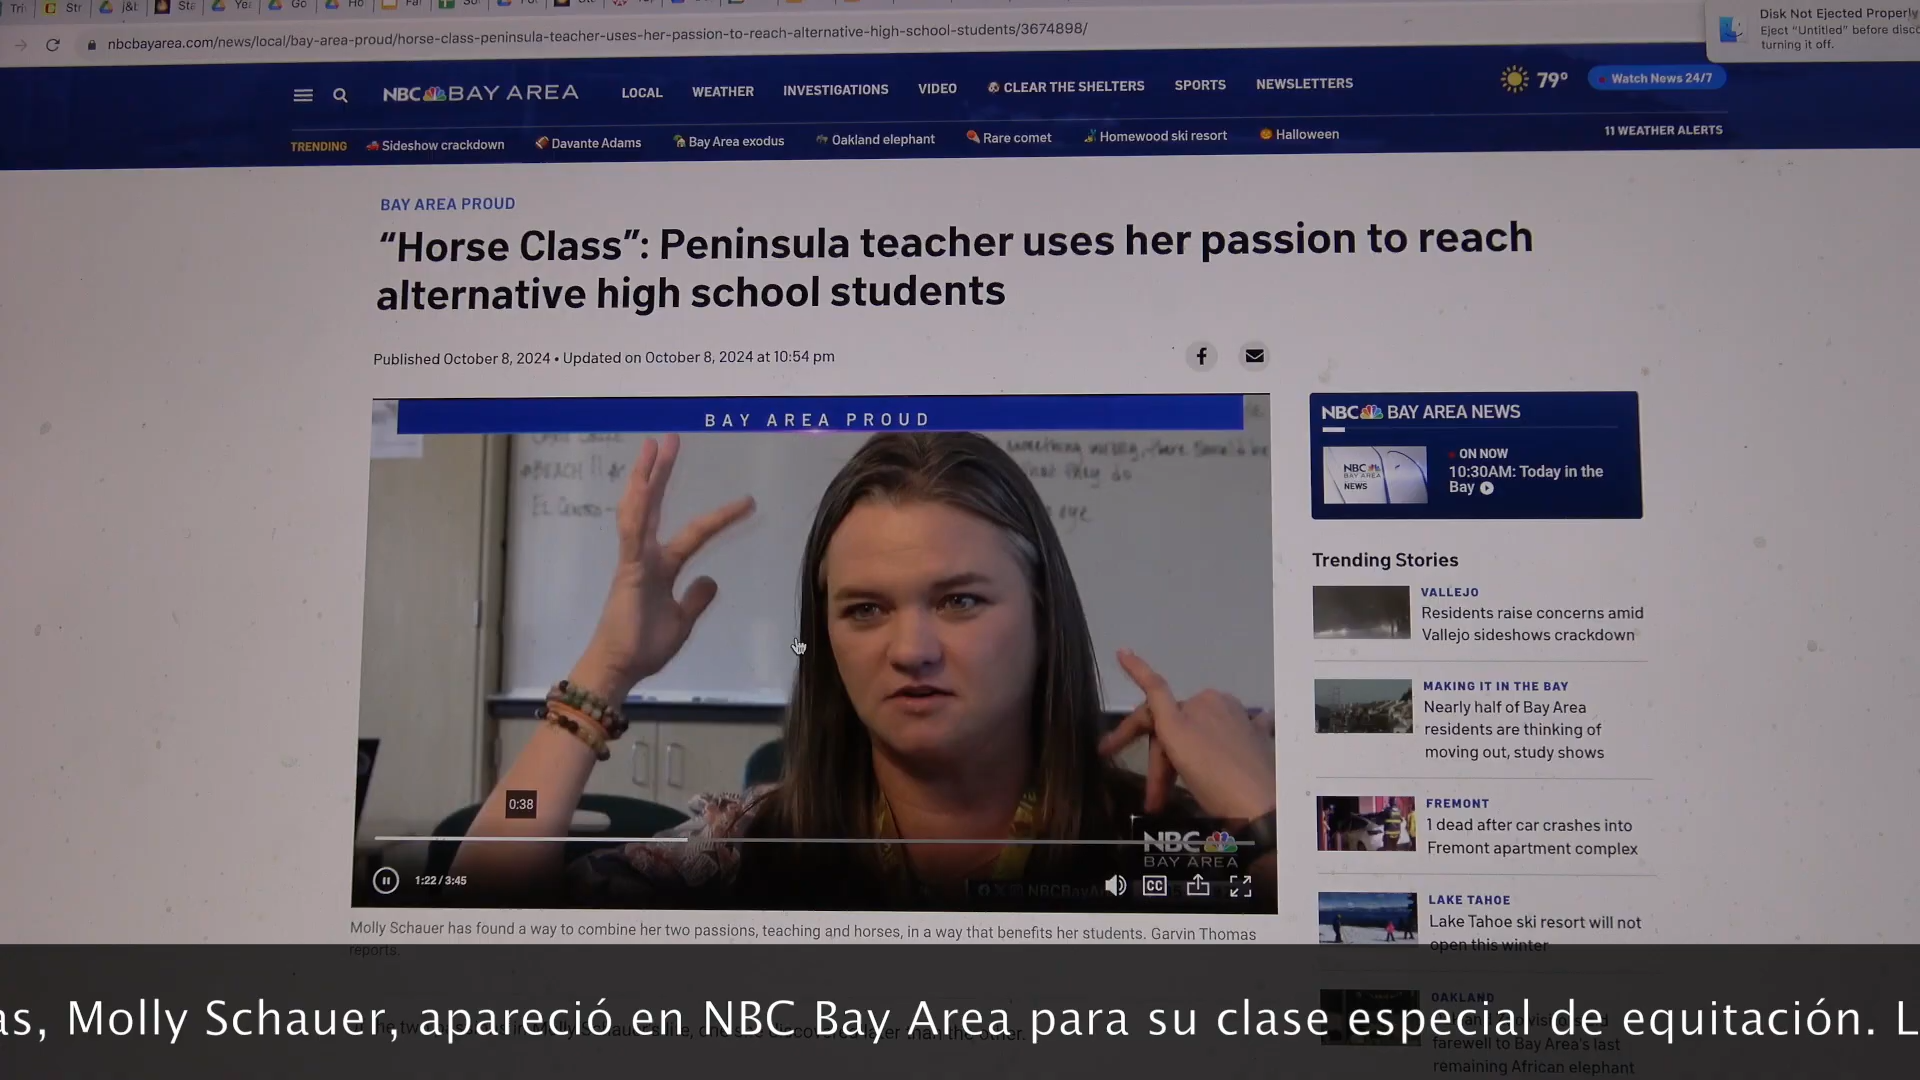 Disk Not Ejected Properly
Eject "Untitled" before disco
turning it off.
nbcbayarea.com/news/local/bay-area-proud/horse-class-peninsula-teacher-uses-her-passion-to-reach-alternative-high-school-students/3674898/
NBC BAY AREA LOCAL WEATHER INVESTIGATIONS VIDEO CLEAR THE SHELTERS SPORTS NEWSLETTERS 79° Watch News 24/7
TRENDING Sideshow crackdown Davante Adams Bay Area exodus Oakland elephant Rare comet Homewood ski resort Halloween 11 WEATHER ALERTS
BAY AREA PROUD
“Horse Class”: Peninsula teacher uses her passion to reach
alternative high school students
Published October 8, 2024 • Updated on October 8, 2024 at 10:54 pm
BAY AREA PROUD
0:38
NBC
BAY AREA
1:22 / 3:45
CC
Molly Schauer has found a way to combine her two passions, teaching and horses, in a way that benefits her students. Garvin Thomas
reports.
NBC BAY AREA NEWS
NBC
BAY AREA
NEWS
ON NOW
10:30AM: Today in the
Bay
Trending Stories
VALLEJO
Residents raise concerns amid
Vallejo sideshows crackdown
MAKING IT IN THE BAY
Nearly half of Bay Area
residents are thinking of
moving out, study shows
FREMONT
1 dead after car crashes into
Fremont apartment complex
LAKE TAHOE
Lake Tahoe ski resort will not
open this winter
OAKLAND
farewell to Bay Area's last
remaining African elephant
as, Molly Schauer, apareció en NBC Bay Area para su clase especial de equitación. L